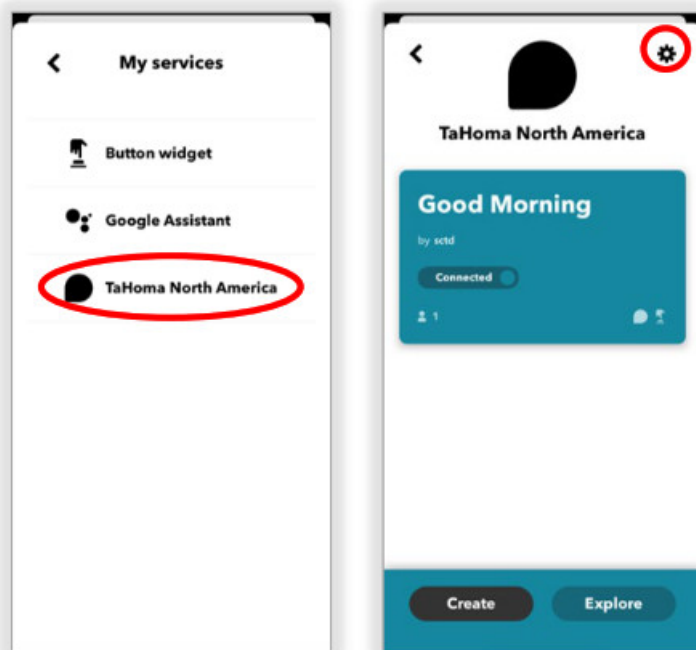 My services
Button widget
Google Assistant
TaHoma North America
TaHoma North America
Good Morning
by sctd
Connected
1
Create
Explore